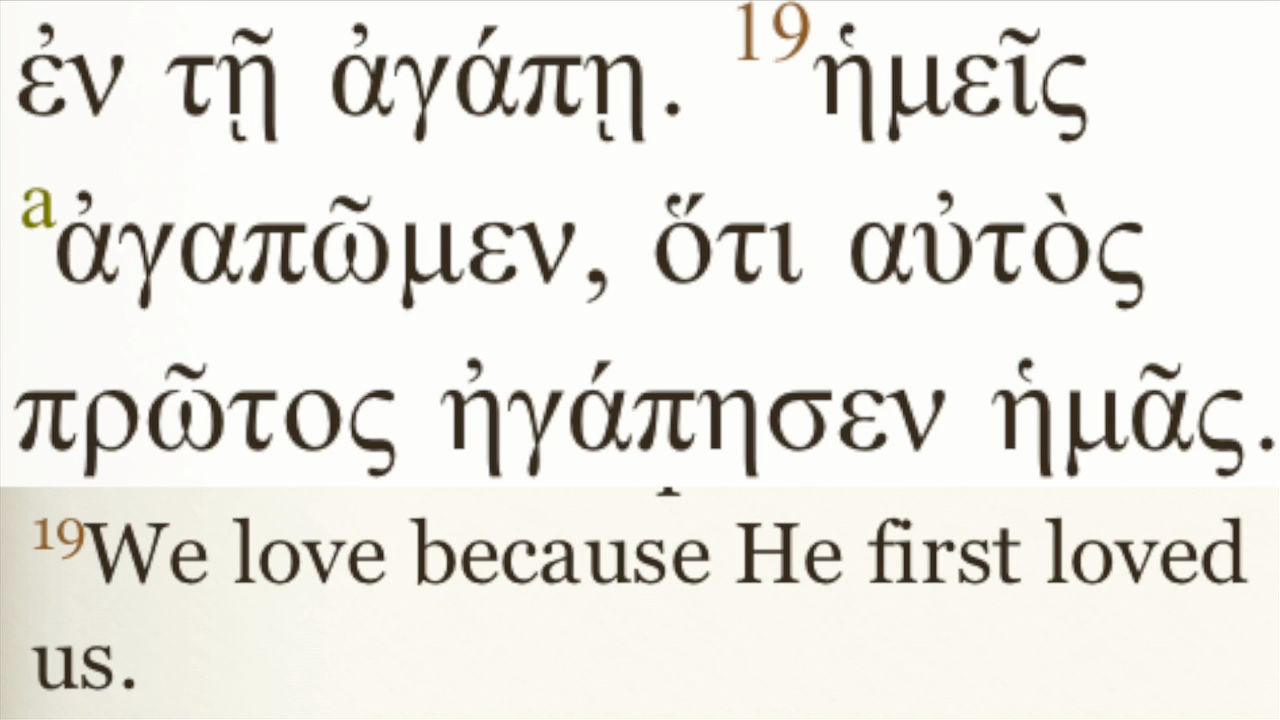 ἐν τῇ ἀγάπῃ. 19ἡμεῖς
aἀγαπῶμεν, ὅτι αὐτὸς
πρῶτος ἠγάπησεν ἡμᾶς.
19We love because He first loved
us.